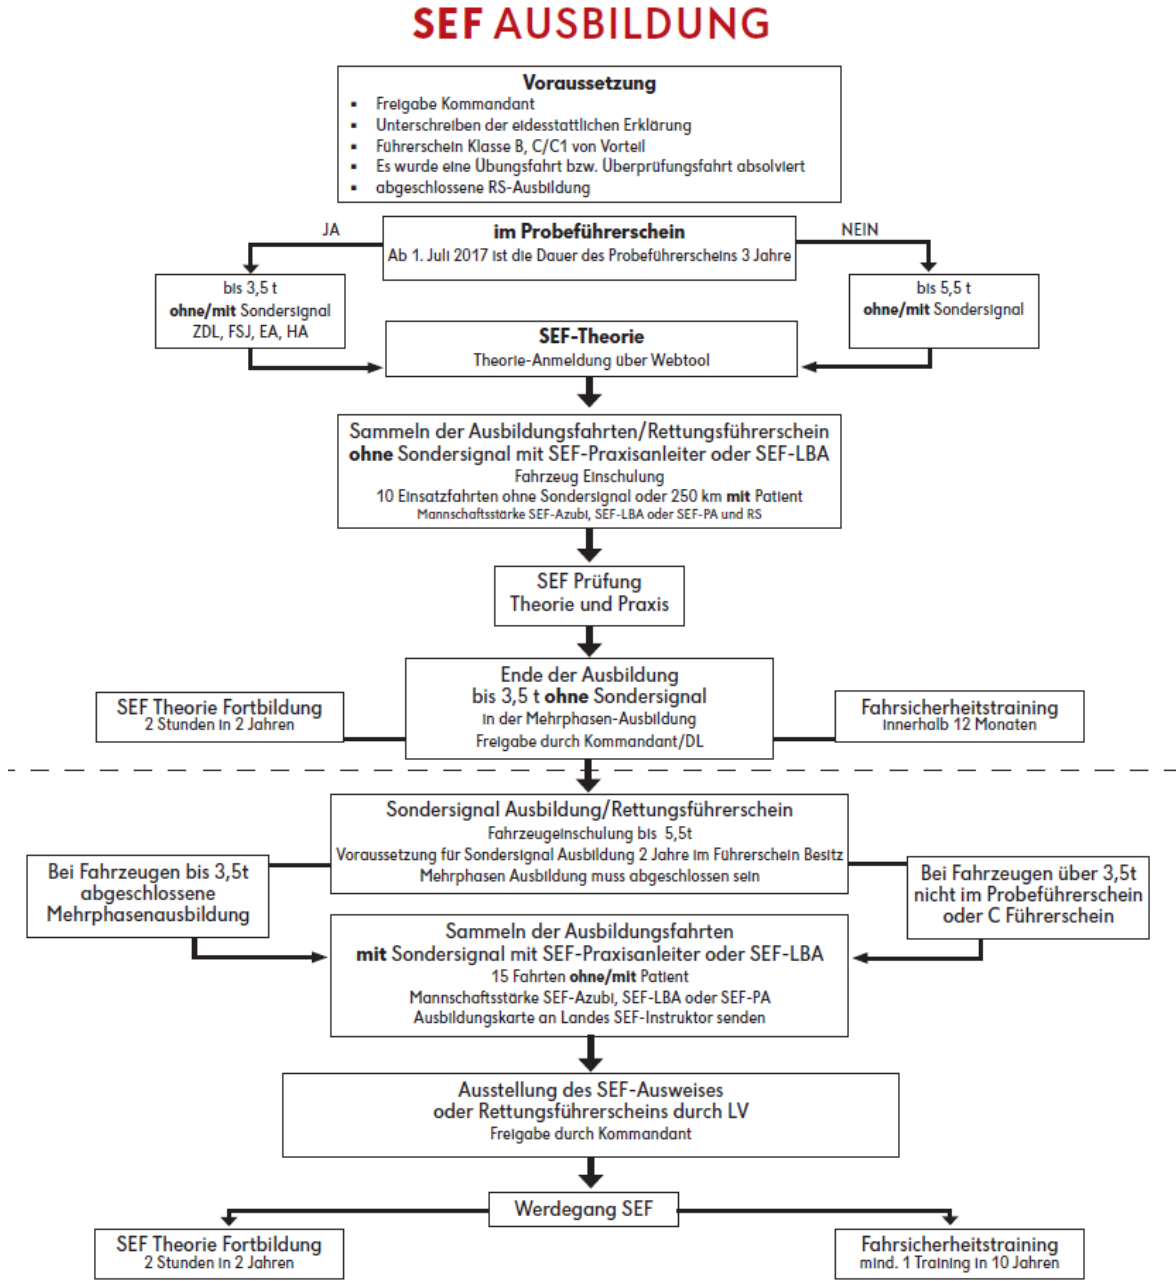 SEF AUSBILDUNG
Voraussetzung
▪ Freigabe Kommandant
▪ Unterschreiben der eidesstattlichen Erklärung
▪ Führerschein Klasse B, C/C1 von Vorteil
▪ Es wurde eine Übungsfahrt bzw. Überprüfungsfahrt absolviert
▪ abgeschlossene RS-Ausbildung
JA
im Probeführerschein
Ab 1. Juli 2017 ist die Dauer des Probeführerscheins 3 Jahre
NEIN
bis 3,5 t
ohne/mit Sondersignal
ZDL, FSJ, EA, HA
bis 5,5 t
ohne/mit Sondersignal
SEF-Theorie
Theorie-Anmeldung über Webtool
Sammeln der Ausbildungsfahrten/Rettungsführerschein
ohne Sondersignal mit SEF-Praxisanleiter oder SEF-LBA
Fahrzeug Einschulung
10 Einsatzfahrten ohne Sondersignal oder 250 km mit Patient
Mannschaftsstärke SEF-Azubi, SEF-LBA oder SEF-PA und RS
SEF Prüfung
Theorie und Praxis
Ende der Ausbildung
bis 3,5 t ohne Sondersignal
in der Mehrphasen-Ausbildung
Freigabe durch Kommandant/DL
SEF Theorie Fortbildung
2 Stunden in 2 Jahren
Fahrsicherheitstraining
innerhalb 12 Monaten
Sondersignal Ausbildung/Rettungsführerschein
Fahrzeugeinschulung bis 5,5t
Voraussetzung für Sondersignal Ausbildung 2 Jahre im Führerschein Besitz
Mehrphasen Ausbildung muss abgeschlossen sein
Bei Fahrzeugen bis 3,5t
abgeschlossene
Mehrphasenausbildung
Bei Fahrzeugen über 3,5t
nicht im Probeführerschein
oder C Führerschein
Sammeln der Ausbildungsfahrten
mit Sondersignal mit SEF-Praxisanleiter oder SEF-LBA
15 Fahrten ohne/mit Patient
Mannschaftsstärke SEF-Azubi, SEF-LBA oder SEF-PA
Ausbildungskarte an Landes SEF-Instruktor senden
Ausstellung des SEF-Ausweises
oder Rettungsführerscheins durch LV
Freigabe durch Kommandant
Werdegang SEF
SEF Theorie Fortbildung
2 Stunden in 2 Jahren
Fahrsicherheitstraining
mind. 1 Training in 10 Jahren